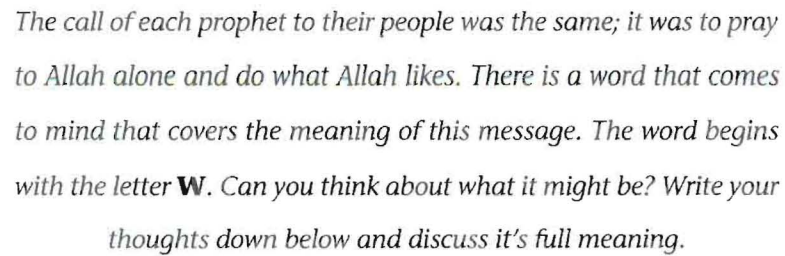 The call of each prophet to their people was the same; it was to pray
to Allah alone and do what Allah likes. There is a word that comes
to mind that covers the meaning of this message. The word begins
with the letter W. Can you think about what it might be? Write your
thoughts down below and discuss it's full meaning.